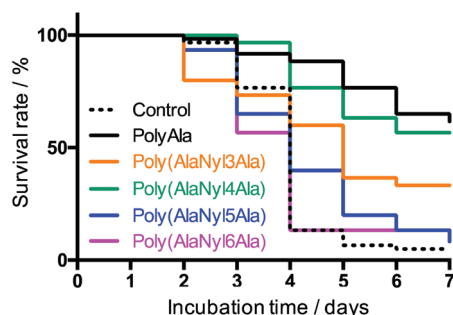 100
50
0
Survival rate / %
Control
PolyAla
Poly(AlaNyl3Ala)
Poly(AlaNyl4Ala)
Poly(AlaNyl5Ala)
Poly(AlaNyl6Ala)
0 1 2 3 4 5 6 7
Incubation time / days